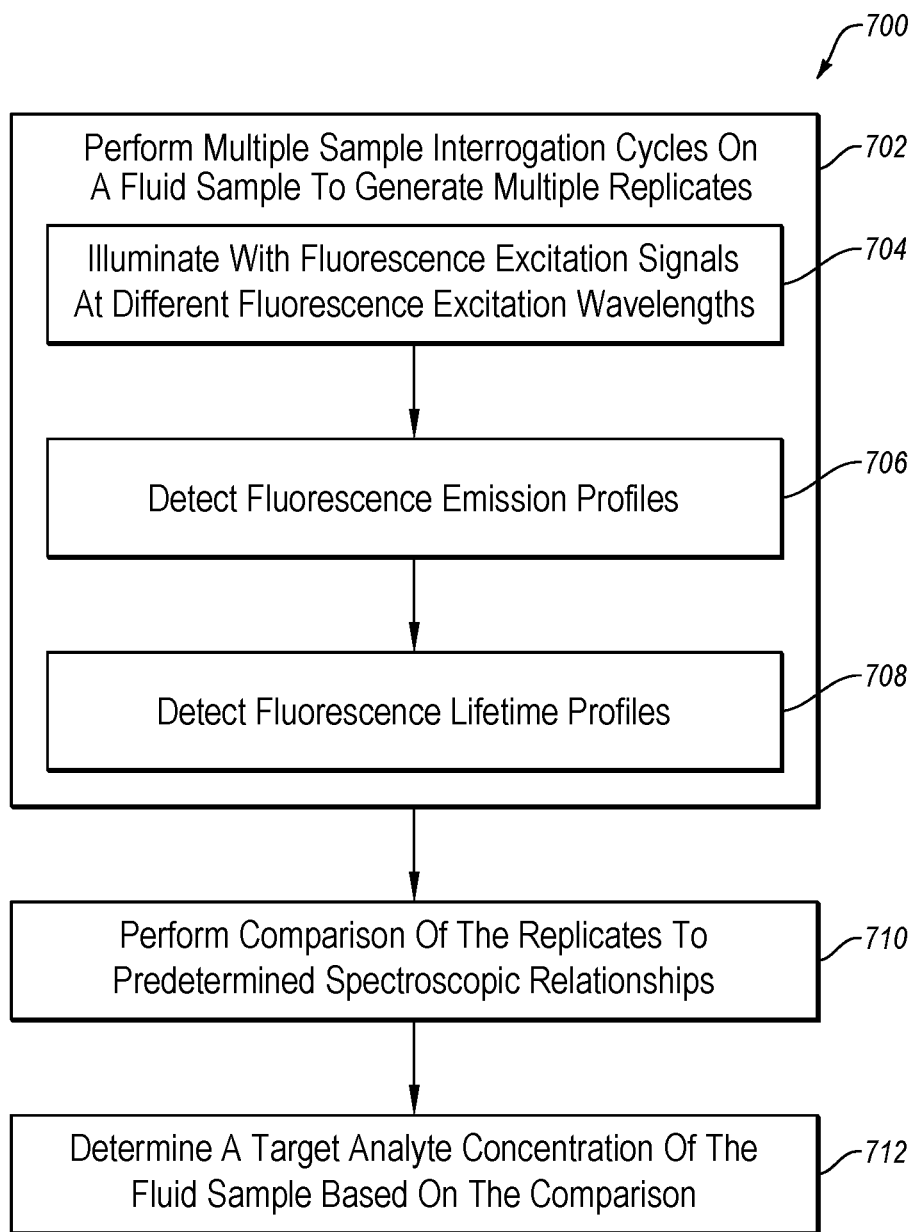 700
Perform Multiple Sample Interrogation Cycles On
A Fluid Sample To Generate Multiple Replicates
702
Illuminate With Fluorescence Excitation Signals
At Different Fluorescence Excitation Wavelengths
704
Detect Fluorescence Emission Profiles
706
Detect Fluorescence Lifetime Profiles
708
Perform Comparison Of The Replicates To
Predetermined Spectroscopic Relationships
710
Determine A Target Analyte Concentration Of The
Fluid Sample Based On The Comparison
712